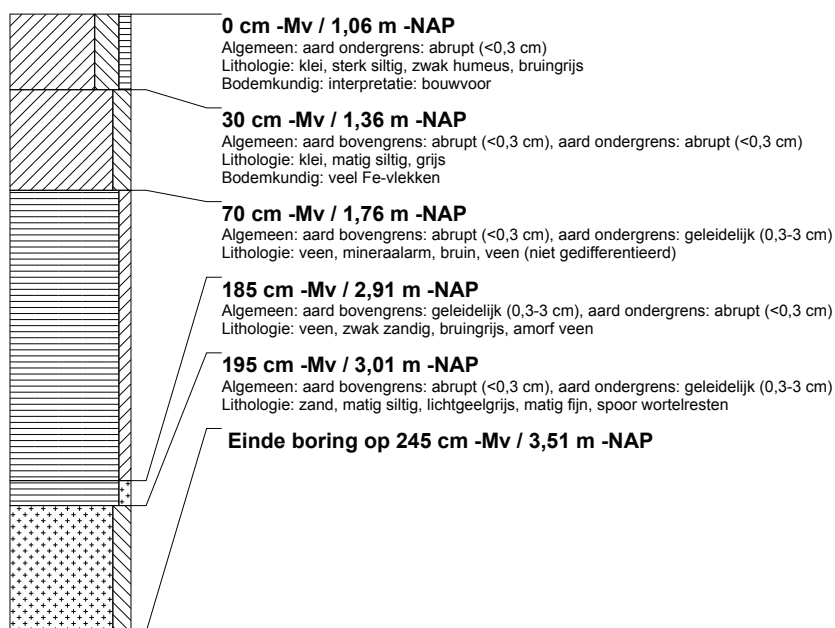 0 cm -Mv / 1,06 m -NAP
Algemeen: aard ondergrens: abrupt (<0,3 cm)
Lithologie: klei, sterk siltig, zwak humeus, bruingrijs
Bodemkundig: interpretatie: bouwvoor
30 cm -Mv / 1,36 m -NAP
Algemeen: aard bovengrens: abrupt (<0,3 cm), aard ondergrens: abrupt (<0,3 cm)
Lithologie: klei, matig siltig, grijs
Bodemkundig: veel Fe-vlekken
70 cm -Mv / 1,76 m -NAP
Algemeen: aard bovengrens: abrupt (<0,3 cm), aard ondergrens: geleidelijk (0,3-3 cm)
Lithologie: veen, mineraalarm, bruin, veen (niet gedifferentieerd)
185 cm -Mv / 2,91 m -NAP
Algemeen: aard bovengrens: geleidelijk (0,3-3 cm), aard ondergrens: abrupt (<0,3 cm)
Lithologie: veen, zwak zandig, bruingrijs, amorf veen
195 cm -Mv / 3,01 m -NAP
Algemeen: aard bovengrens: abrupt (<0,3 cm), aard ondergrens: geleidelijk (0,3-3 cm)
Lithologie: zand, matig siltig, lichtgeelgrijs, matig fijn, spoor wortelresten
Einde boring op 245 cm -Mv / 3,51 m -NAP